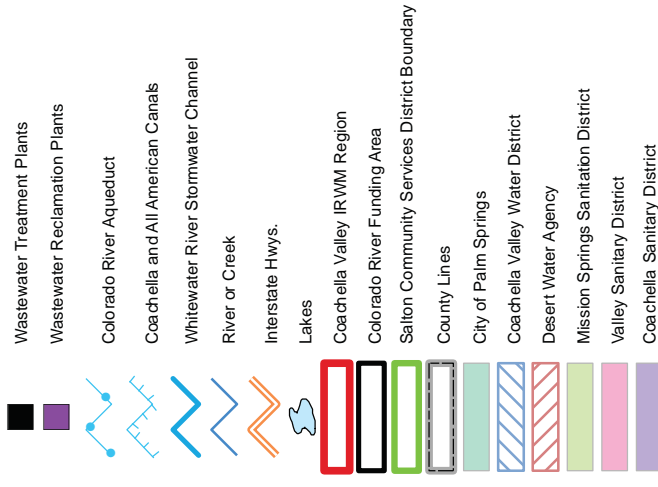 Wastewater Treatment Plants
Wastewater Reclamation Plants
Colorado River Aqueduct
Coachella and All American Canals
Whitewater River Stormwater Channel
River or Creek
Interstate Hwys.
Lakes
Coachella Valley IRWM Region
Colorado River Funding Area
Salton Community Services District Boundary
County Lines
City of Palm Springs
Coachella Valley Water District
Desert Water Agency
Mission Springs Sanitation District
Valley Sanitary District
Coachella Sanitary District